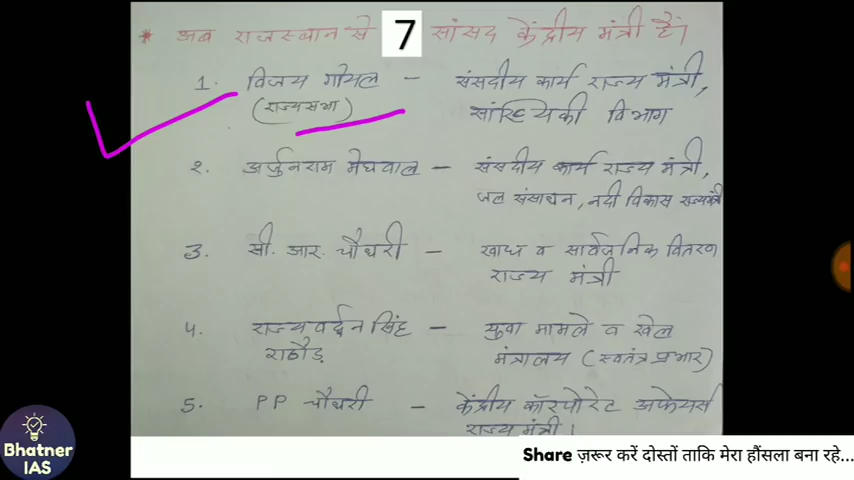 * अब राजस्थान से 7 सांसद केंद्रीय मंत्री हैं।
1. विजय गोयल – संसदीय कार्य राज्य मंत्री,
(राज्यसभा) सांख्यिकी विभाग
२. अर्जुनराम मेघवाल – संसदीय कार्य राज्य मंत्री,
जल संसाधन, नदी विकास राज्यमंत्री
3. सी. आर. चौधरी – खाद्य व सार्वजनिक वितरण
राज्य मंत्री
4. राज्यवर्द्धन सिंह – युवा मामले व खेल
राठौड़ मंत्रालय (स्वतंत्र प्रभार)
5. PP चौधरी – केंद्रीय कॉरपोरेट अफेयर्स
राज्य मंत्री।
Bhatner
IAS
Share ज़रूर करें दोस्तों ताकि मेरा हौंसला बना रहे...